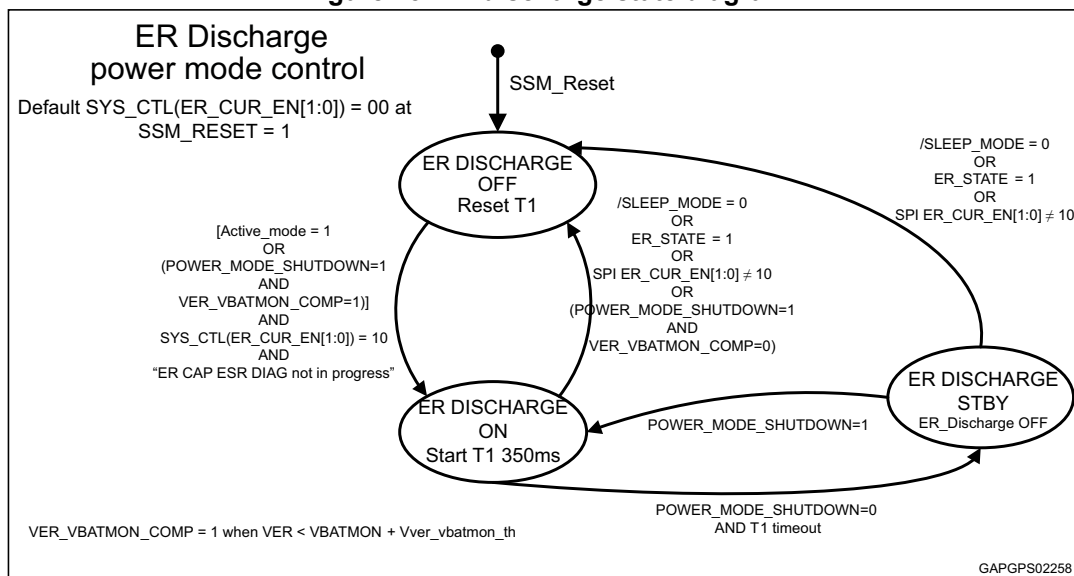 ER Discharge
power mode control
Default SYS_CTL(ER_CUR_EN[1:0]) = 00 at
SSM_RESET = 1
SSM_Reset
ER DISCHARGE
OFF
Reset T1
/SLEEP_MODE = 0
OR
ER_STATE = 1
OR
SPI ER_CUR_EN[1:0] ≠ 10
[Active_mode = 1
OR
(POWER_MODE_SHUTDOWN=1
AND
VER_VBATMON_COMP=1)]
AND
SYS_CTL(ER_CUR_EN[1:0]) = 10
AND
“ER CAP ESR DIAG not in progress”
/SLEEP_MODE = 0
OR
ER_STATE = 1
OR
SPI ER_CUR_EN[1:0] ≠ 10
OR
(POWER_MODE_SHUTDOWN=1
AND
VER_VBATMON_COMP=0)
ER DISCHARGE
STBY
ER_Discharge OFF
ER DISCHARGE
ON
Start T1 350ms
POWER_MODE_SHUTDOWN=1
POWER_MODE_SHUTDOWN=0
AND T1 timeout
VER_VBATMON_COMP = 1 when VER < VBATMON + Vver_vbatmon_th
GAPGPS02258